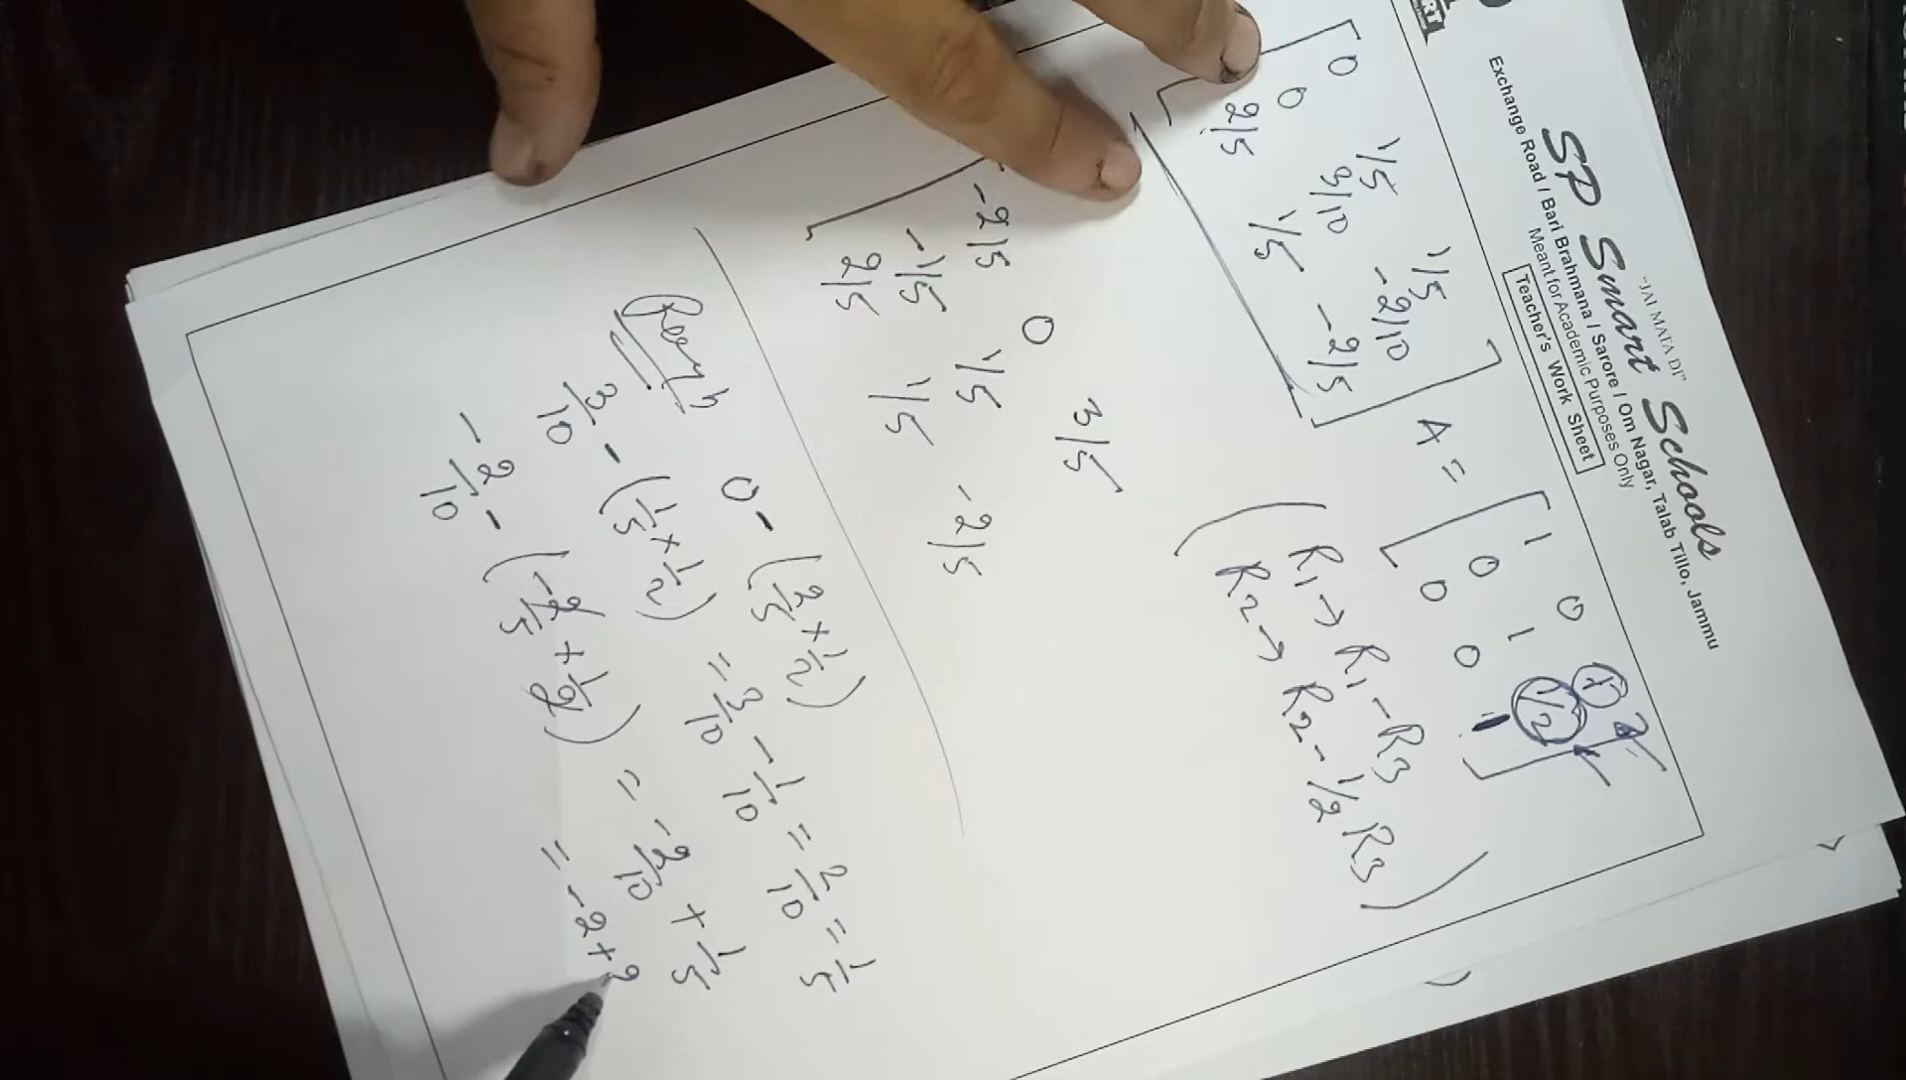 "JAI MATA DI"
SP Smart Schools
Exchange Road / Bari Brahmana / Sarore / Om Nagar, Talab Tillo, Jammu
Meant for Academic Purposes Only
Teacher's Work Sheet
0 1/5 1/5
0 3/10 -2/10 A = 1 0
2/5 1/5 -2/5 0 1 1/2
0 0 1
( R1 → R1 - R3
R2 → R2 - 1/2 R3 )
-2/5 0 3/5
-1/5 1/5
2/5 1/5 -2/5
Rough
0 - (2/5 × 1/2)
3/10 - (1/5 × 1/2) = 3/10 - 1/10 = 2/10 = 1/5
-2/10 - (-2/5 × 1/2) = -2/10 + 1/5
= -2+2